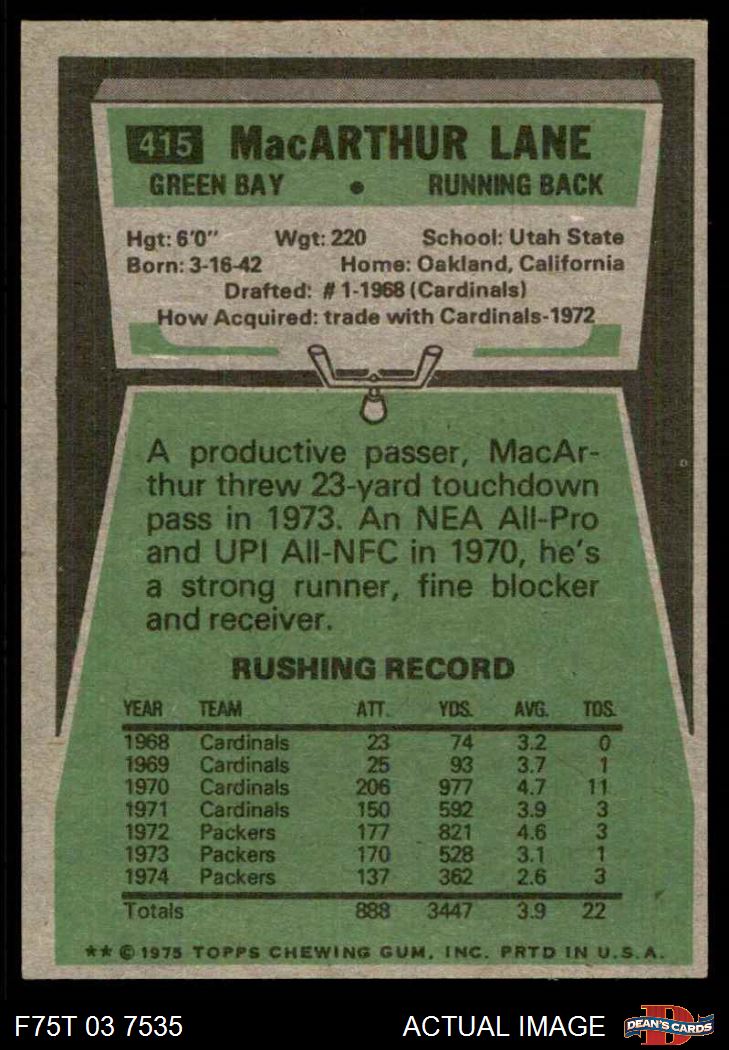 415 MacARTHUR LANE
GREEN BAY • RUNNING BACK
Hgt: 6'0" Wgt: 220 School: Utah State
Born: 3-16-42 Home: Oakland, California
Drafted: #1-1968 (Cardinals)
How Acquired: trade with Cardinals-1972
A productive passer, MacAr-
thur threw 23-yard touchdown
pass in 1973. An NEA All-Pro
and UPI All-NFC in 1970, he's
a strong runner, fine blocker
and receiver.
RUSHING RECORD
YEAR TEAM ATT. YDS. AVG. TDS.
1968 Cardinals 23 74 3.2 0
1969 Cardinals 25 93 3.7 1
1970 Cardinals 206 977 4.7 11
1971 Cardinals 150 592 3.9 3
1972 Packers 177 821 4.6 3
1973 Packers 170 528 3.1 1
1974 Packers 137 362 2.6 3
Totals 888 3447 3.9 22
** © 1975 TOPPS CHEWING GUM, INC. PRTD IN U.S.A.
F75T 03 7535 ACTUAL IMAGE DEAN'S CARDS